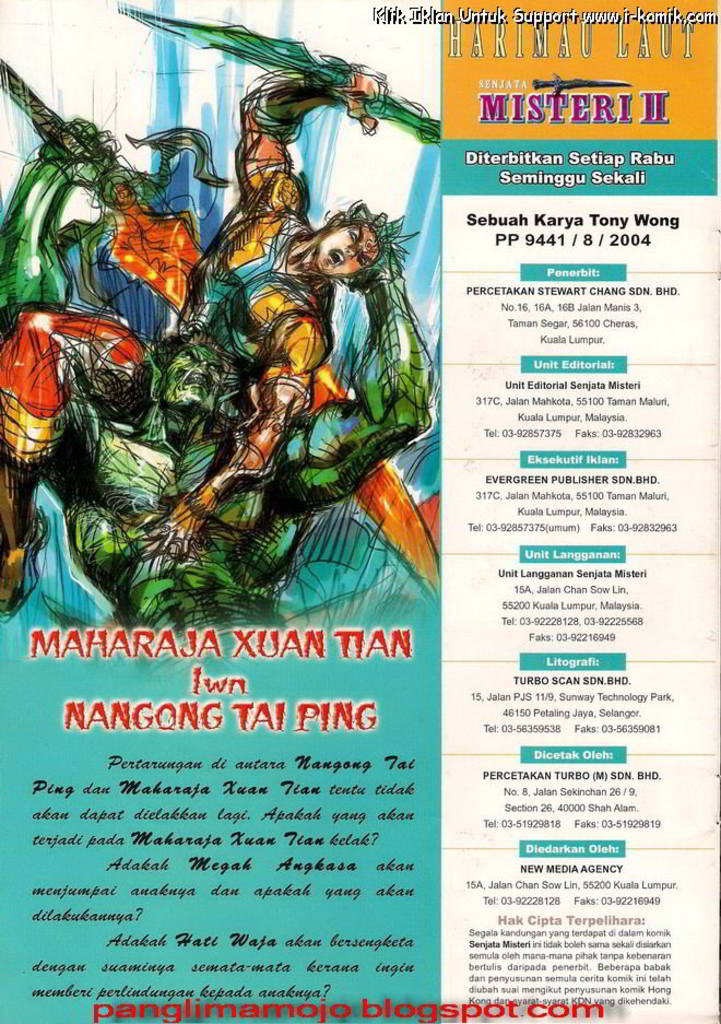 Klik Iklan Untuk Support www.i-komik.com
HARIMAU LAUT
SENJATA
MISTERI II
Diterbitkan Setiap Rabu
Seminggu Sekali
Sebuah Karya Tony Wong
PP 9441 / 8 / 2004
Penerbit:
PERCETAKAN STEWART CHANG SDN. BHD.
No.16, 16A, 16B Jalan Manis 3,
Taman Segar, 56100 Cheras,
Kuala Lumpur.
Unit Editorial:
Unit Editorial Senjata Misteri
317C, Jalan Mahkota, 55100 Taman Maluri,
Kuala Lumpur, Malaysia.
Tel: 03-92857375 Faks: 03-92832963
Eksekutif Iklan:
EVERGREEN PUBLISHER SDN.BHD.
317C, Jalan Mahkota, 55100 Taman Maluri,
Kuala Lumpur, Malaysia.
Tel: 03-92857375(umum) Faks: 03-92832963
Unit Langganan:
Unit Langganan Senjata Misteri
15A, Jalan Chan Sow Lin,
55200 Kuala Lumpur, Malaysia.
Tel: 03-92228128, 03-92225568
Faks: 03-92216949
Litografi:
TURBO SCAN SDN.BHD.
15, Jalan PJS 11/9, Sunway Technology Park,
46150 Petaling Jaya, Selangor.
Tel: 03-56359538 Faks: 03-56359081
Dicetak Oleh:
PERCETAKAN TURBO (M) SDN. BHD.
No. 8, Jalan Sekinchan 26 / 9,
Section 26, 40000 Shah Alam.
Tel: 03-51929818 Faks: 03-51929819
Diedarkan Oleh:
NEW MEDIA AGENCY
15A, Jalan Chan Sow Lin, 55200 Kuala Lumpur.
Tel: 03-92228128 Faks: 03-92216949
Hak Cipta Terpelihara:
Segala kandungan yang terdapat di dalam komik
Senjata Misteri ini tidak boleh sama sekali disiarkan
semula oleh mana-mana pihak tanpa kebenaran
bertulis daripada penerbit. Beberapa babak
dan penyusunan semula cerita komik ini telah
diubah suai mengikut penyusunan komik Hong
Kong dan syarat-syarat KDN yang dikehendaki.
MAHARAJA XUAN TIAN
lwn
NANGONG TAI PING
Pertarungan di antara Nangong Tai
Ping dan Maharaja Xuan Tian tentu tidak
akan dapat dielakkan lagi. Apakah yang akan
terjadi pada Maharaja Xuan Tian kelak?
Adakah Megah Angkasa akan
menjumpai anaknya dan apakah yang akan
dilakukannya?
Adakah Hati Waja akan bersengketa
dengan suaminya semata-mata kerana ingin
memberi perlindungan kepada anaknya?
panglimamojo.blogspot.com